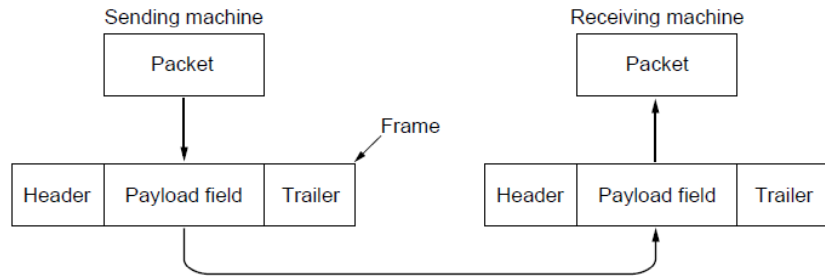 Sending machine
Receiving machine
Packet
Packet
Frame
Header
Payload field
Trailer
Header
Payload field
Trailer